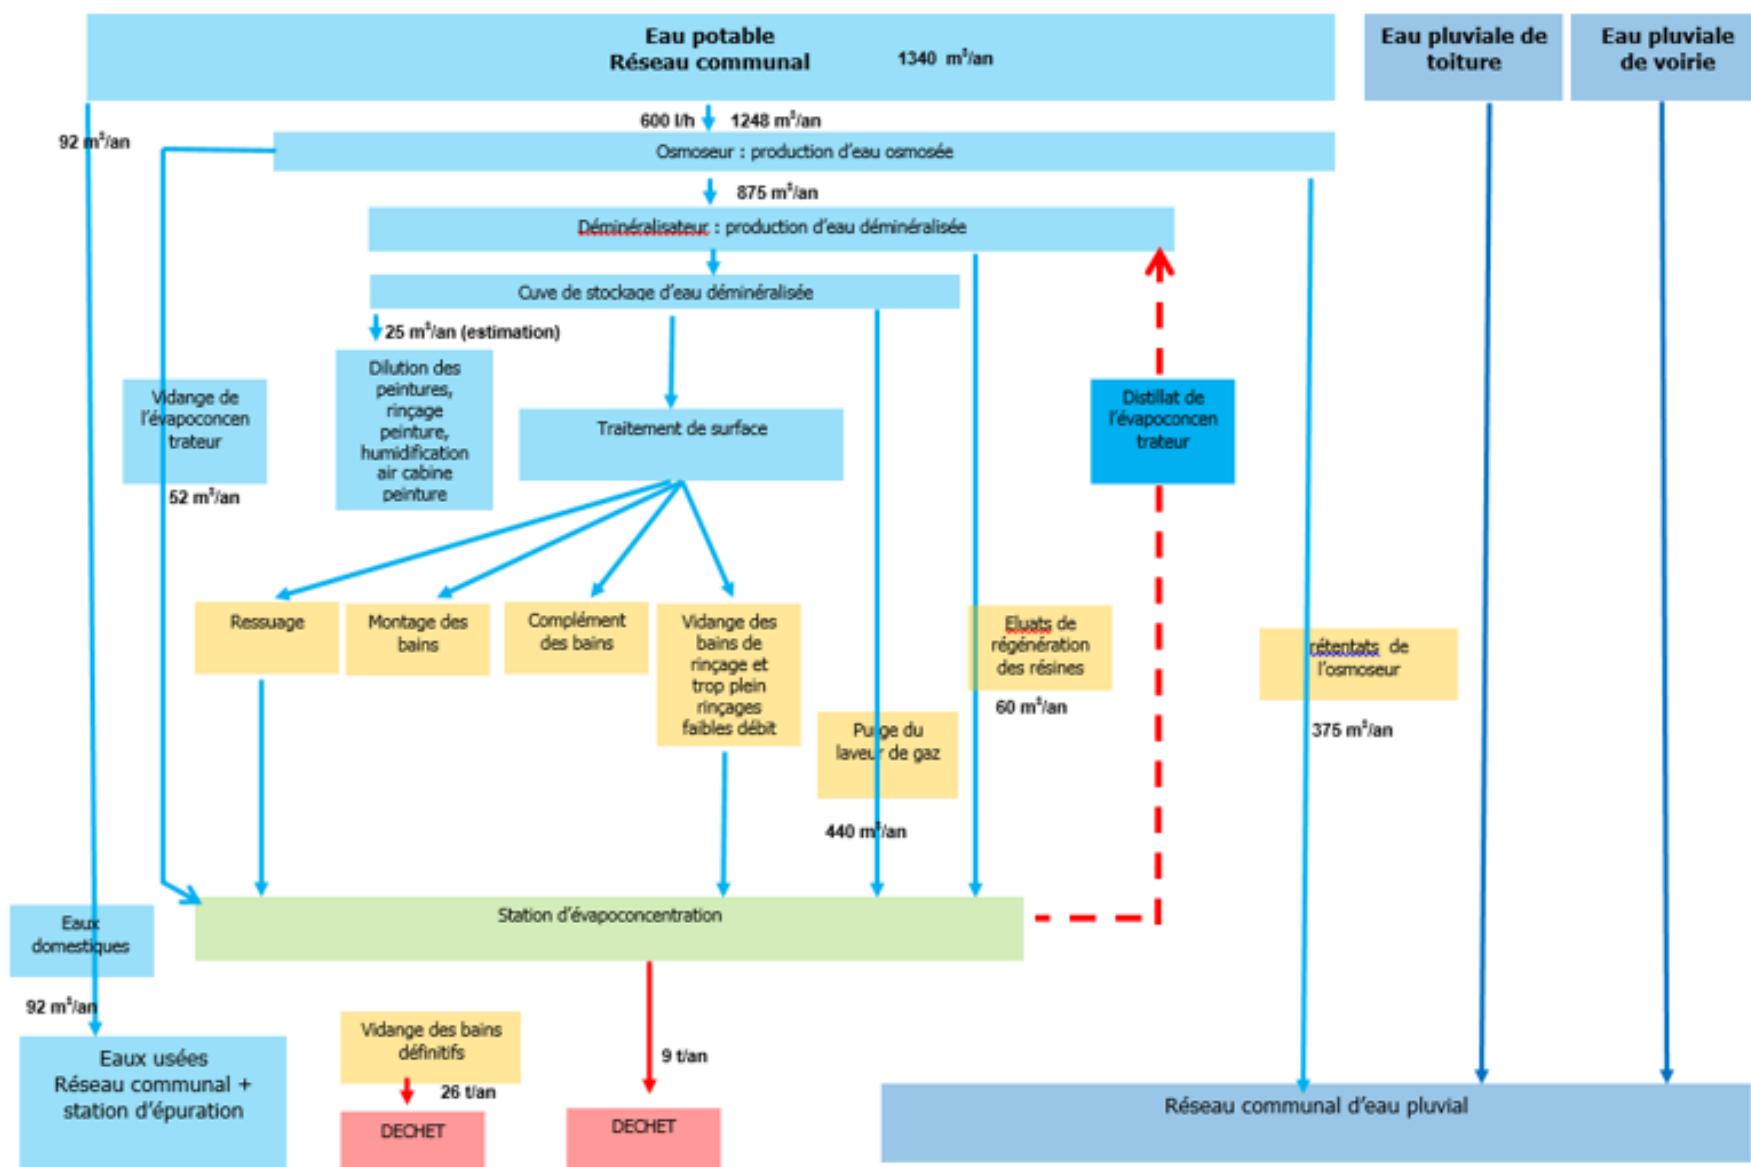 Eau potable
Réseau communal
1340 m³/an
Eau pluviale de
toiture
Eau pluviale
de voirie
92 m³/an
600 l/h
1248 m³/an
Osmoseur : production d'eau osmosée
875 m³/an
Déminéralisateur : production d'eau déminéralisée
Cuve de stockage d'eau déminéralisée
25 m³/an (estimation)
Dilution des
peintures,
rinçage
peinture,
humidification
air cabine
peinture
Vidange de
l'évapoconcen
trateur
52 m³/an
Traitement de surface
Distillat de
l'évapoconcen
trateur
Ressuage
Montage des
bains
Complément
des bains
Vidange des
bains de
rinçage et
trop plein
rinçages
faibles débit
Purge du
laveur de gaz
440 m³/an
Eluats de
régénération
des résines
60 m³/an
rétentats de
l'osmoseur
375 m³/an
Station d'évapoconcentration
Eaux
domestiques
92 m³/an
Eaux usées
Réseau communal +
station d'épuration
Vidange des bains
définitifs
26 t/an
DECHET
9 t/an
DECHET
Réseau communal d'eau pluvial